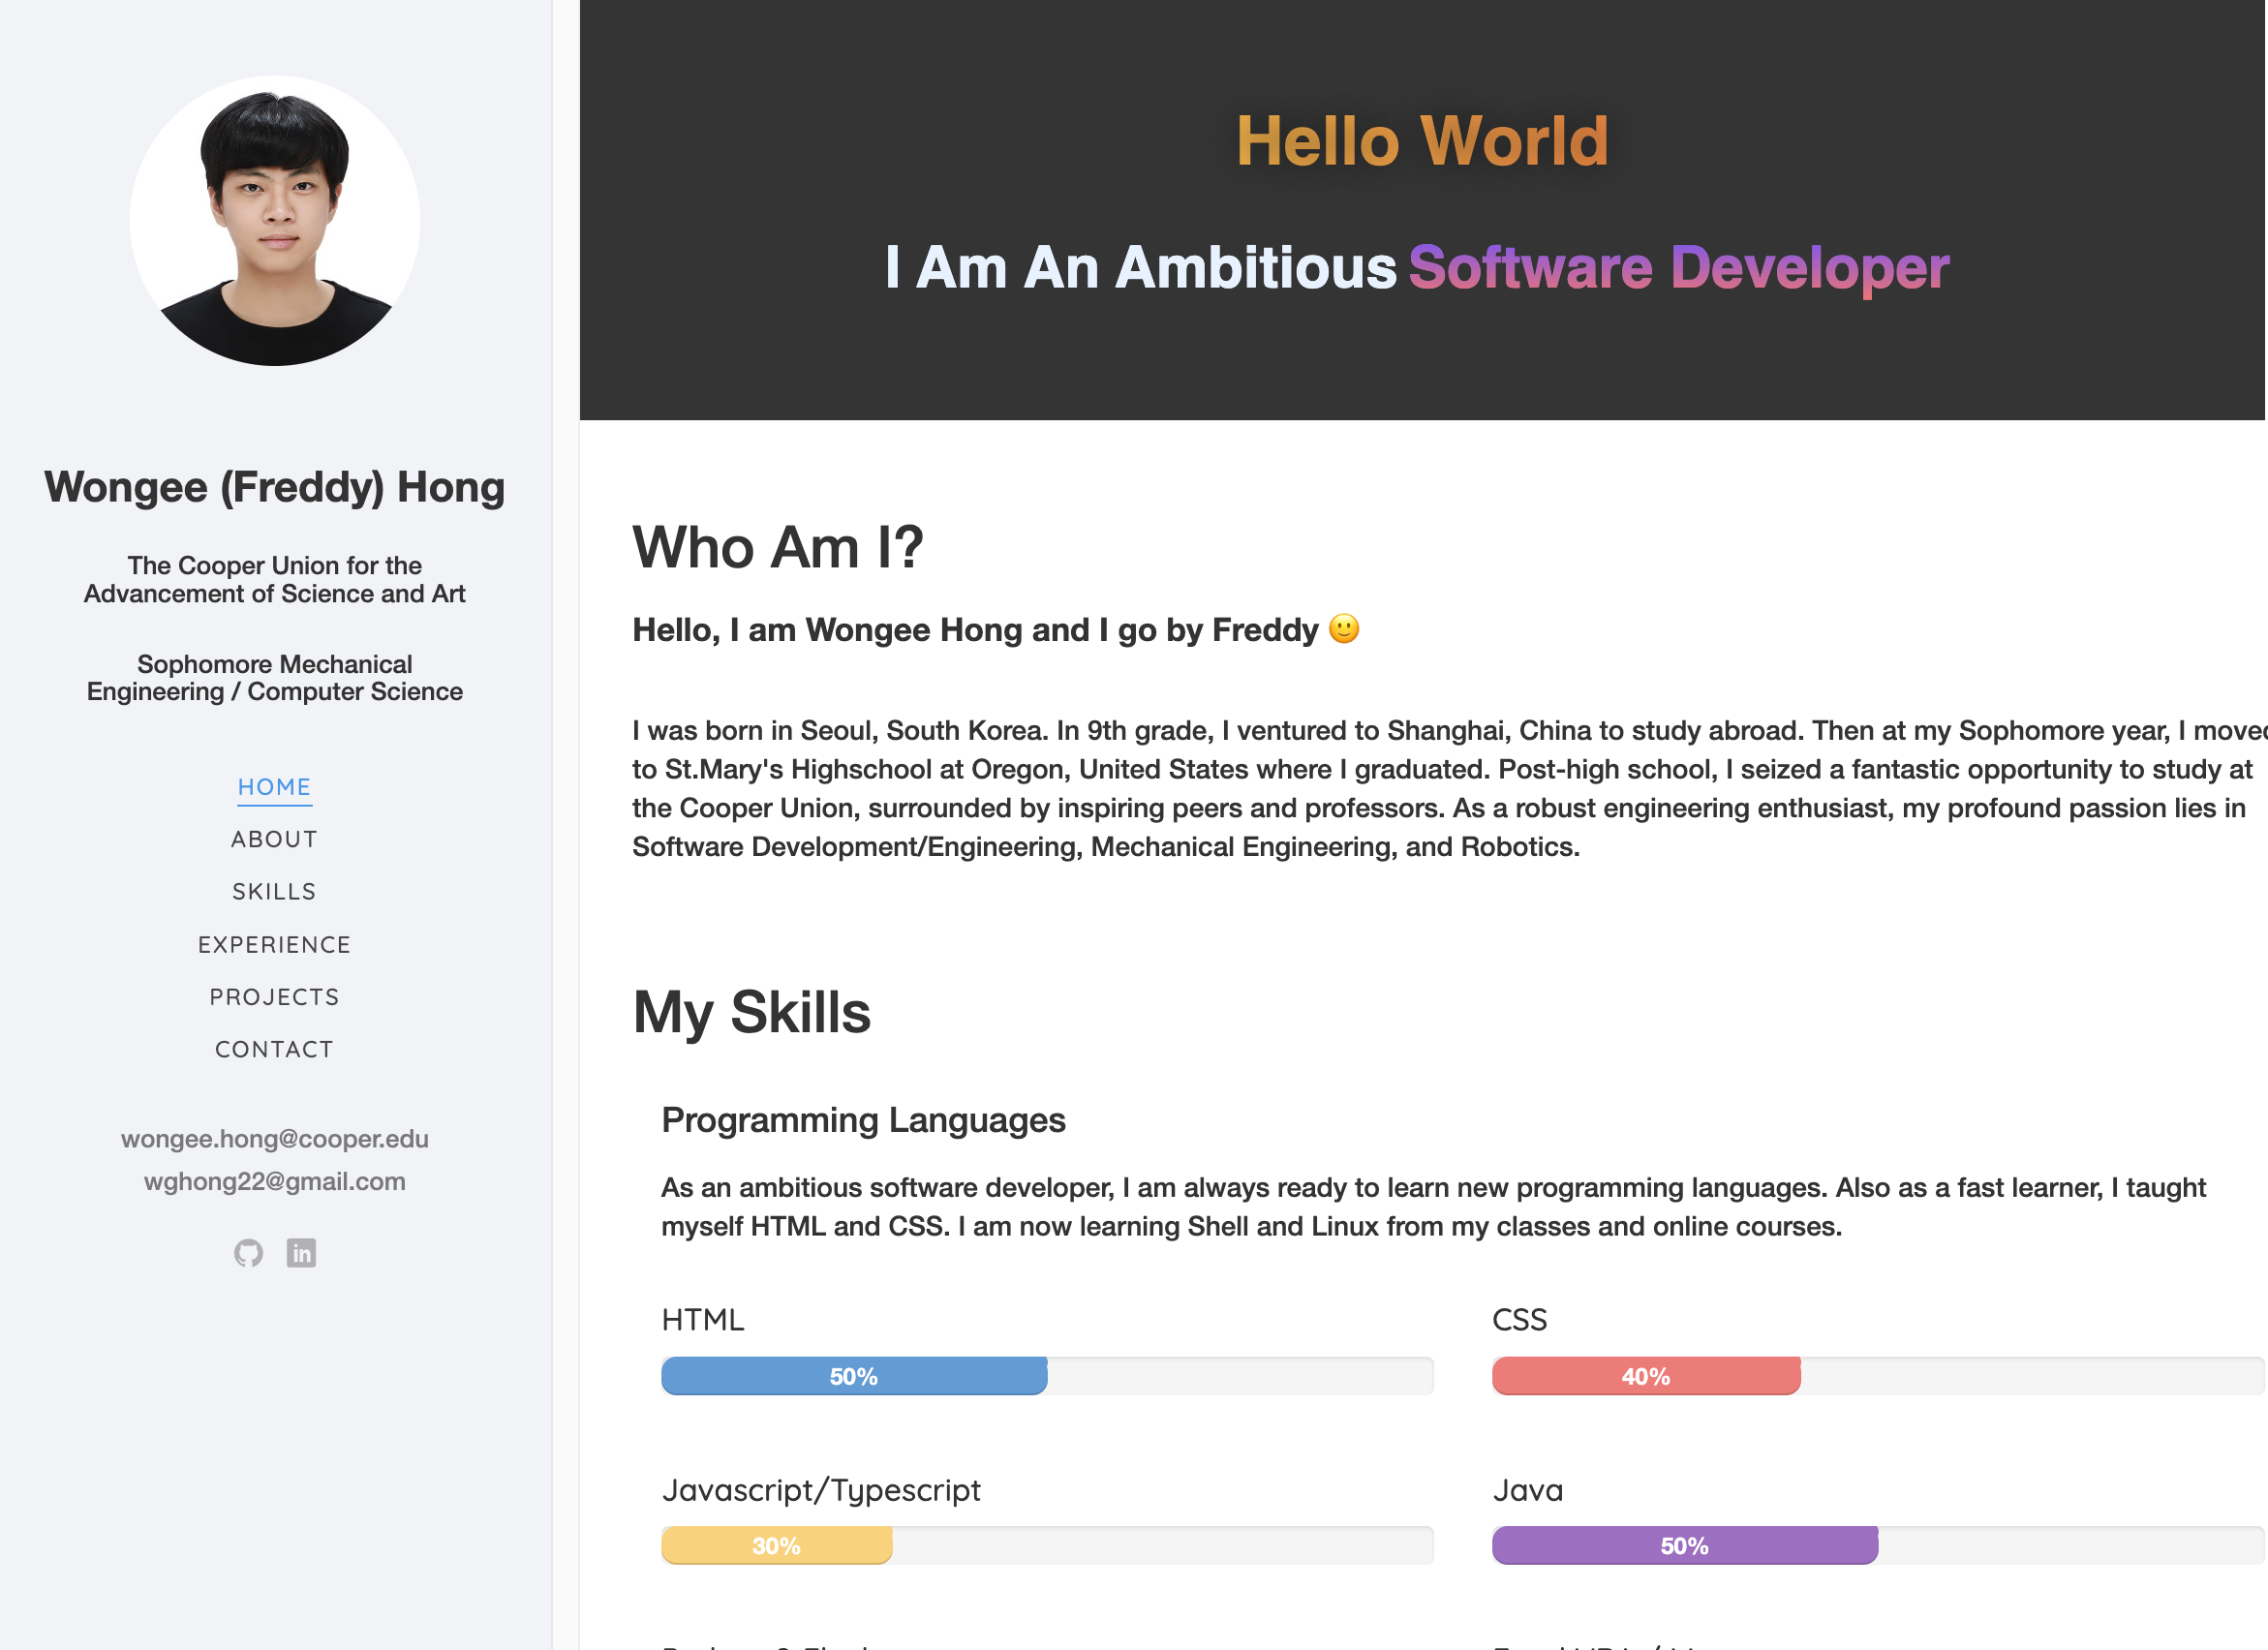 Wongee (Freddy) Hong
The Cooper Union for the
Advancement of Science and Art
Sophomore Mechanical
Engineering / Computer Science
HOME
ABOUT
SKILLS
EXPERIENCE
PROJECTS
CONTACT
wongee.hong@cooper.edu
wghong22@gmail.com
in
Hello World
I Am An Ambitious Software Developer
Who Am I?
Hello, I am Wongee Hong and I go by Freddy 🙂
I was born in Seoul, South Korea. In 9th grade, I ventured to Shanghai, China to study abroad. Then at my Sophomore year, I moved
to St.Mary's Highschool at Oregon, United States where I graduated. Post-high school, I seized a fantastic opportunity to study at
the Cooper Union, surrounded by inspiring peers and professors. As a robust engineering enthusiast, my profound passion lies in
Software Development/Engineering, Mechanical Engineering, and Robotics.
My Skills
Programming Languages
As an ambitious software developer, I am always ready to learn new programming languages. Also as a fast learner, I taught
myself HTML and CSS. I am now learning Shell and Linux from my classes and online courses.
HTML
50%
CSS
40%
Javascript/Typescript
30%
Java
50%